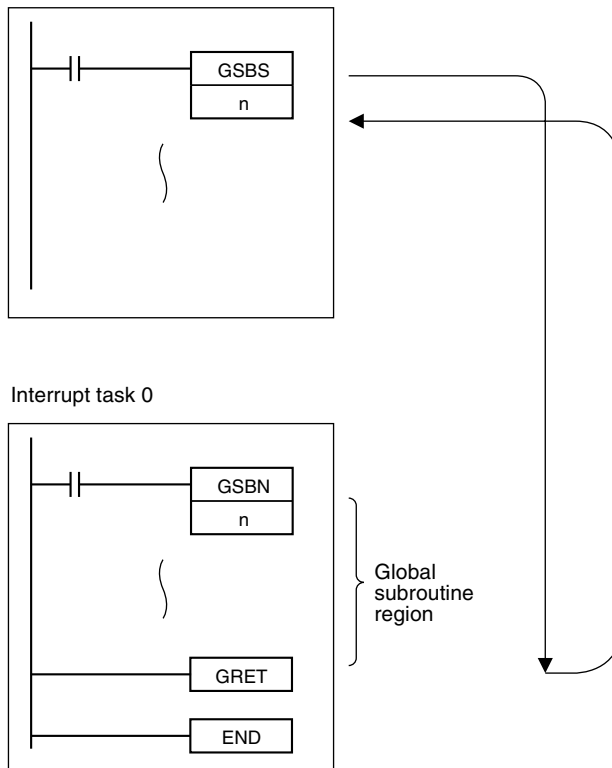 GSBS
n
Interrupt task 0
GSBN
n
Global
subroutine
region
GRET
END